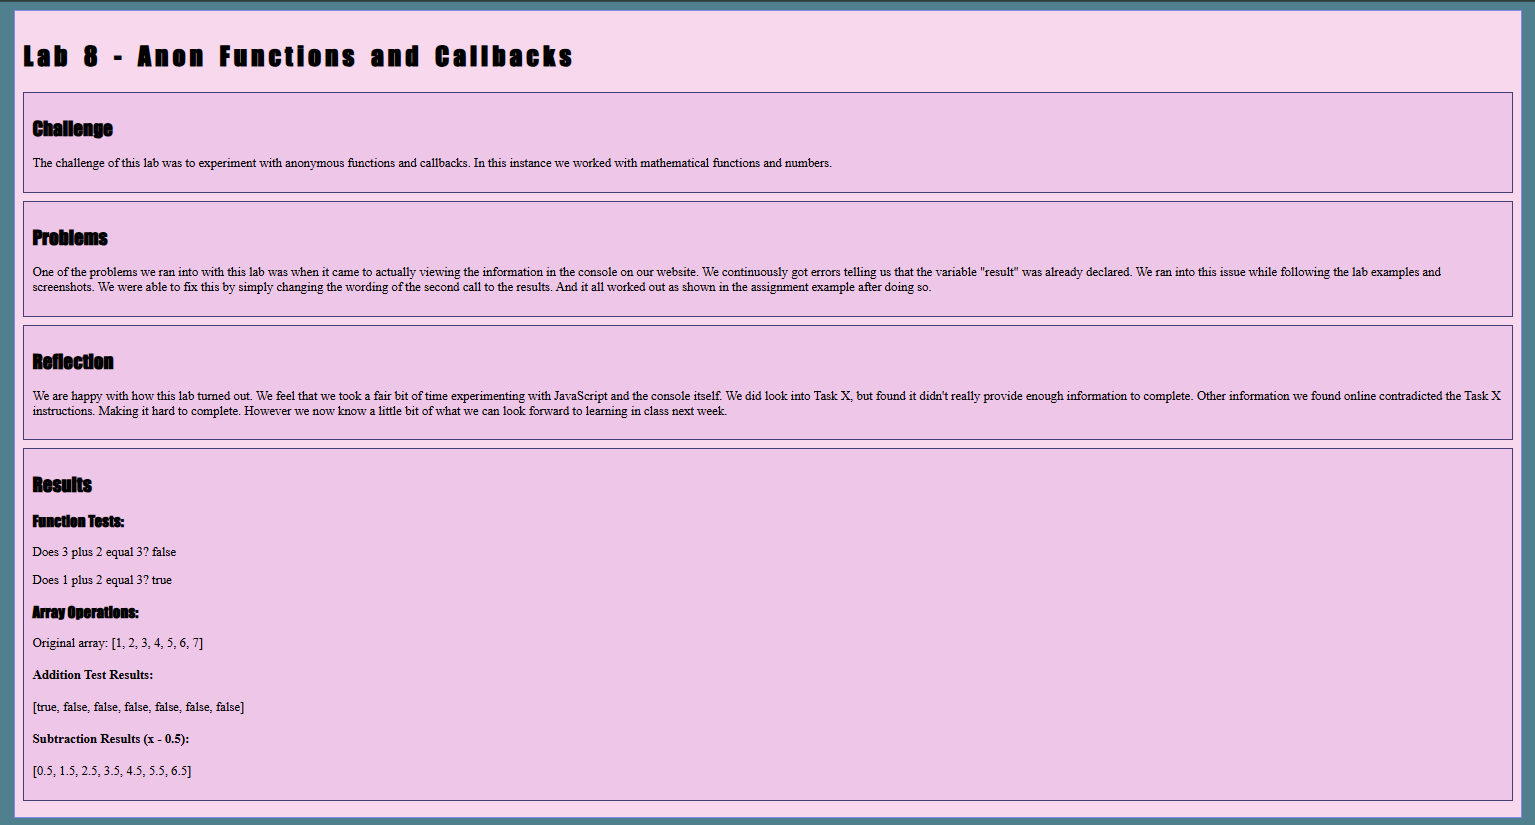 Lab 8 - Anon Functions and Callbacks
Challenge
The challenge of this lab was to experiment with anonymous functions and callbacks. In this instance we worked with mathematical functions and numbers.
Problems
One of the problems we ran into with this lab was when it came to actually viewing the information in the console on our website. We continuously got errors telling us that the variable "result" was already declared. We ran into this issue while following the lab examples and
screenshots. We were able to fix this by simply changing the wording of the second call to the results. And it all worked out as shown in the assignment example after doing so.
Reflection
We are happy with how this lab turned out. We feel that we took a fair bit of time experimenting with JavaScript and the console itself. We did look into Task X, but found it didn't really provide enough information to complete. Other information we found online contradicted the Task X
instructions. Making it hard to complete. However we now know a little bit of what we can look forward to learning in class next week.
Results
Function Tests:
Does 3 plus 2 equal 3? false
Does 1 plus 2 equal 3? true
Array Operations:
Original array: [1, 2, 3, 4, 5, 6, 7]
Addition Test Results:
[true, false, false, false, false, false, false]
Subtraction Results (x - 0.5):
[0.5, 1.5, 2.5, 3.5, 4.5, 5.5, 6.5]